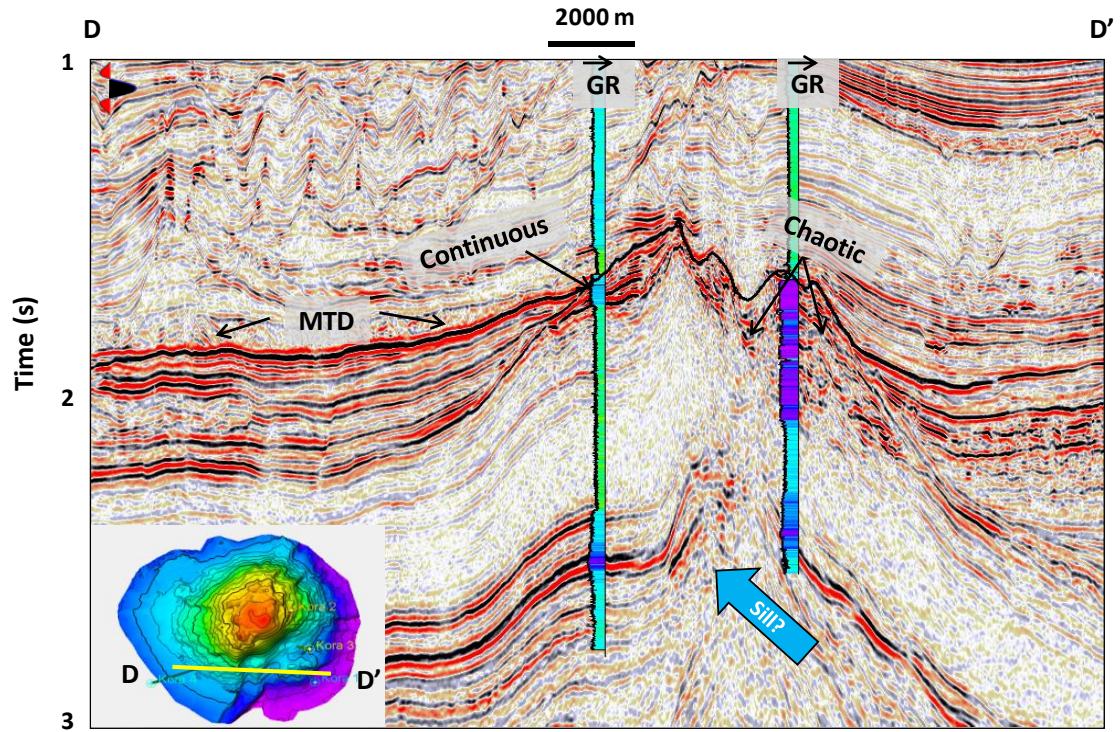 2000 m
D
D’
1
GR
GR
Continuous
Chaotic
MTD
Time (s)
2
Sill?
Kora 2
Kora 3
D
D’
3